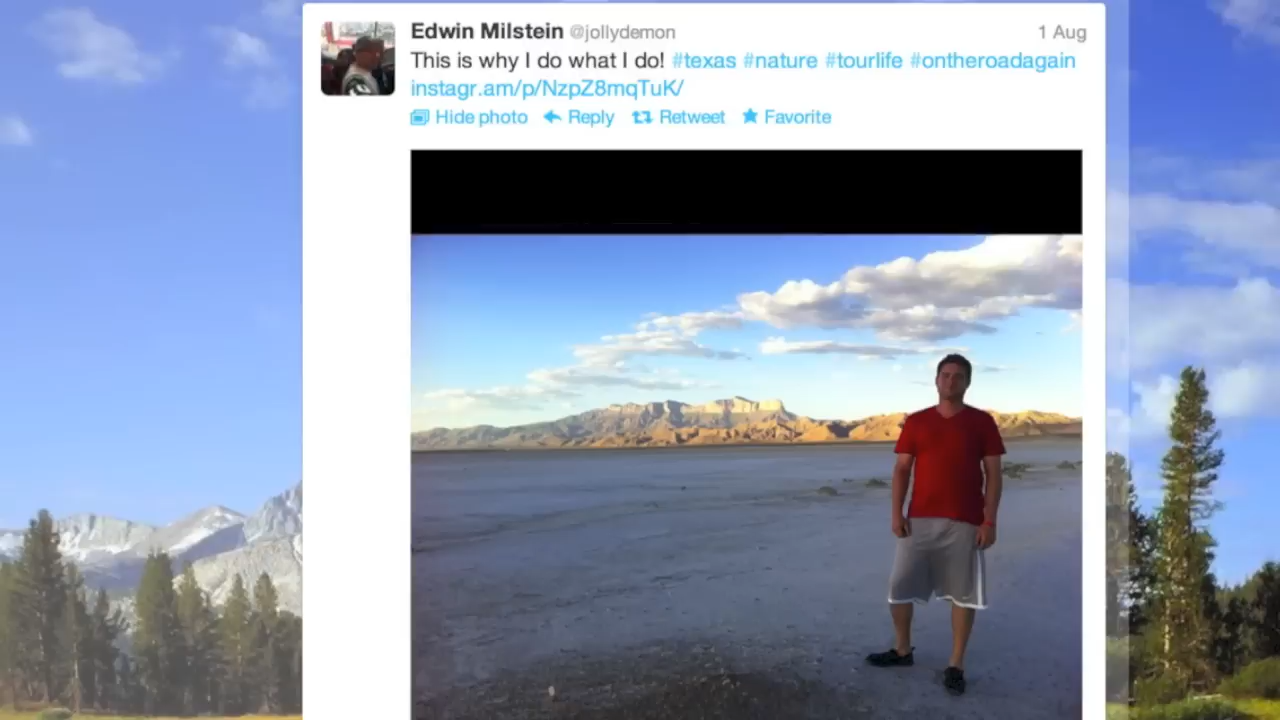 Edwin Milstein @jollydemon 1 Aug
This is why I do what I do! #texas #nature #tourlife #ontheroadagain
instagr.am/p/NzpZ8mqTuK/
Hide photo Reply Retweet Favorite